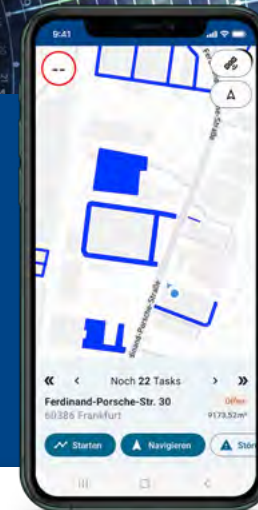 9:41
--
Ferdinand-Porsche-Straße
« < Noch 22 Tasks > »
Ferdinand-Porsche-Str. 30
Offen
60386 Frankfurt
9173,52m²
Starten
Navigieren